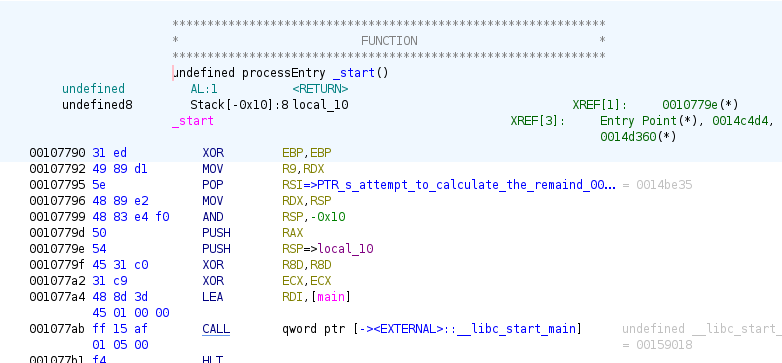 ************************************************************
* FUNCTION *
************************************************************
undefined processEntry _start()
undefined AL:1 <RETURN>
undefined8 Stack[-0x10]:8 local_10 XREF[1]: 0010779e(*)
_start XREF[3]: Entry Point(*), 0014c4d4,
0014d360(*)
00107790 31 ed XOR EBP,EBP
00107792 49 89 d1 MOV R9,RDX
00107795 5e POP RSI=>PTR_s_attempt_to_calculate_the_remaind_00... = 0014be35
00107796 48 89 e2 MOV RDX,RSP
00107799 48 83 e4 f0 AND RSP,-0x10
0010779d 50 PUSH RAX
0010779e 54 PUSH RSP=>local_10
0010779f 45 31 c0 XOR R8D,R8D
001077a2 31 c9 XOR ECX,ECX
001077a4 48 8d 3d LEA RDI,[main]
45 01 00 00
001077ab ff 15 af CALL qword ptr [-><EXTERNAL>::__libc_start_main] undefined __libc_start_
01 05 00 = 00159018
001077b1 f4 HLT